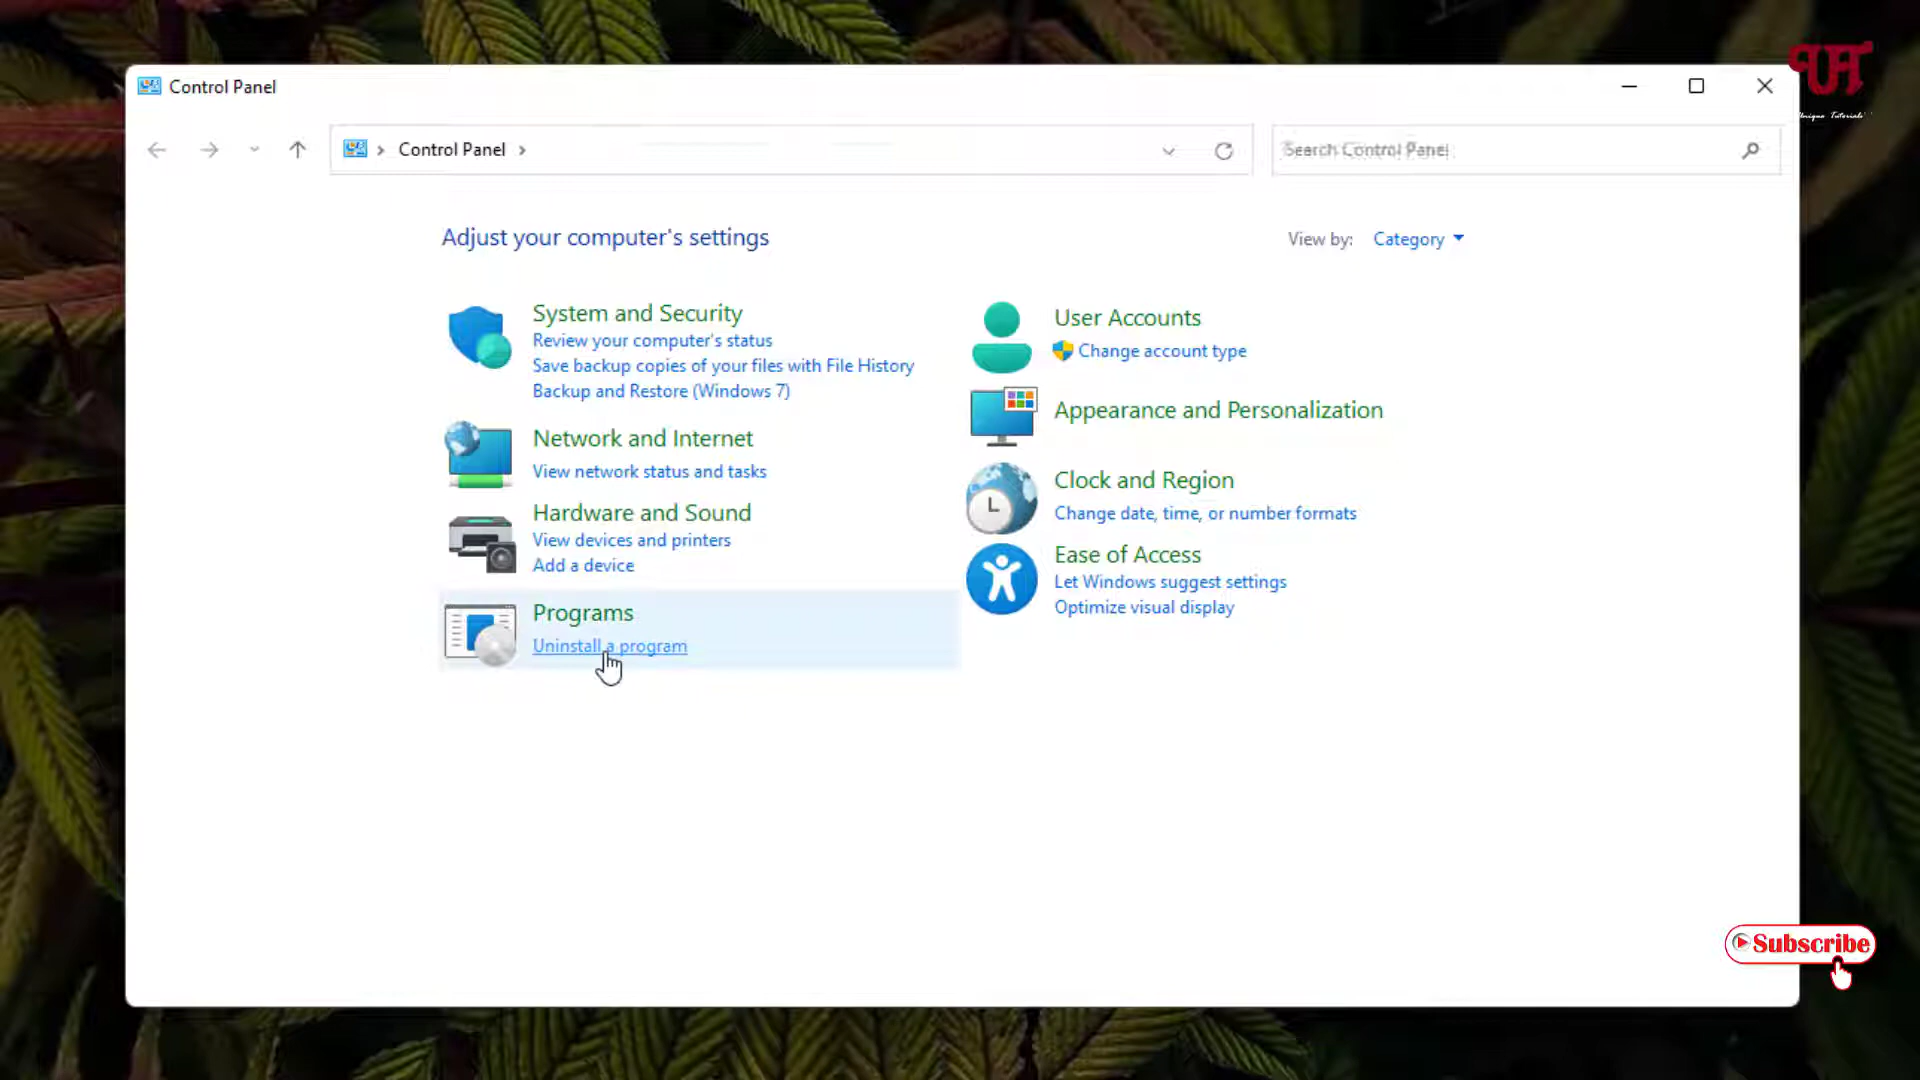 Control Panel
UT
Unique Tutorials
Control Panel
Search Control Panel
Adjust your computer's settings
View by: Category
System and Security
Review your computer's status
Save backup copies of your files with File History
Backup and Restore (Windows 7)
Network and Internet
View network status and tasks
Hardware and Sound
View devices and printers
Add a device
Programs
Uninstall a program
User Accounts
Change account type
Appearance and Personalization
Clock and Region
Change date, time, or number formats
Ease of Access
Let Windows suggest settings
Optimize visual display
Subscribe